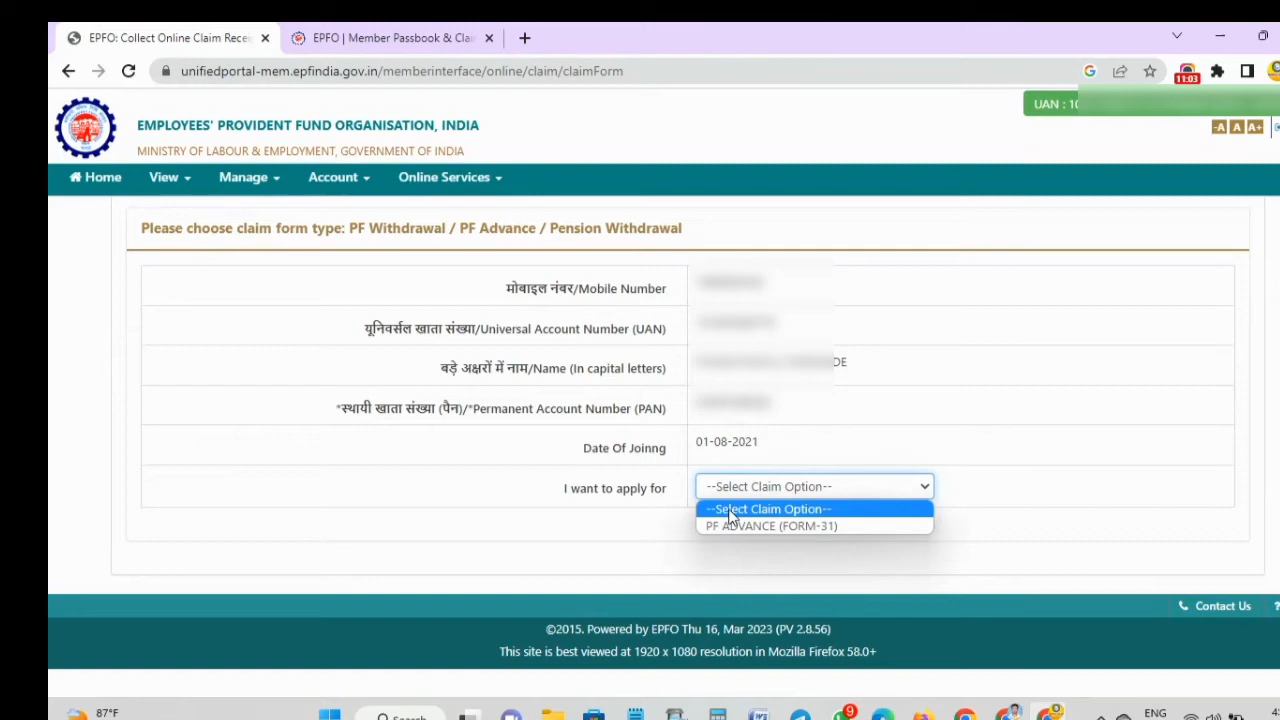 EPFO: Collect Online Claim Rece
EPFO | Member Passbook & Clai
unifiedportal-mem.epfindia.gov.in/memberinterface/online/claim/claimForm
11:03
EMPLOYEES' PROVIDENT FUND ORGANISATION, INDIA
MINISTRY OF LABOUR & EMPLOYMENT, GOVERNMENT OF INDIA
UAN : 10
-A A A+
Home View Manage Account Online Services
Please choose claim form type: PF Withdrawal / PF Advance / Pension Withdrawal
मोबाइल नंबर/Mobile Number
यूनिवर्सल खाता संख्या/Universal Account Number (UAN)
बड़े अक्षरों में नाम/Name (In capital letters) DE
*स्थायी खाता संख्या (पैन)/*Permanent Account Number (PAN)
Date Of Joinng 01-08-2021
I want to apply for --Select Claim Option--
--Select Claim Option--
PF ADVANCE (FORM-31)
Contact Us ?
©2015. Powered by EPFO Thu 16, Mar 2023 (PV 2.8.56)
This site is best viewed at 1920 x 1080 resolution in Mozilla Firefox 58.0+
87°F
Search
9
ENG